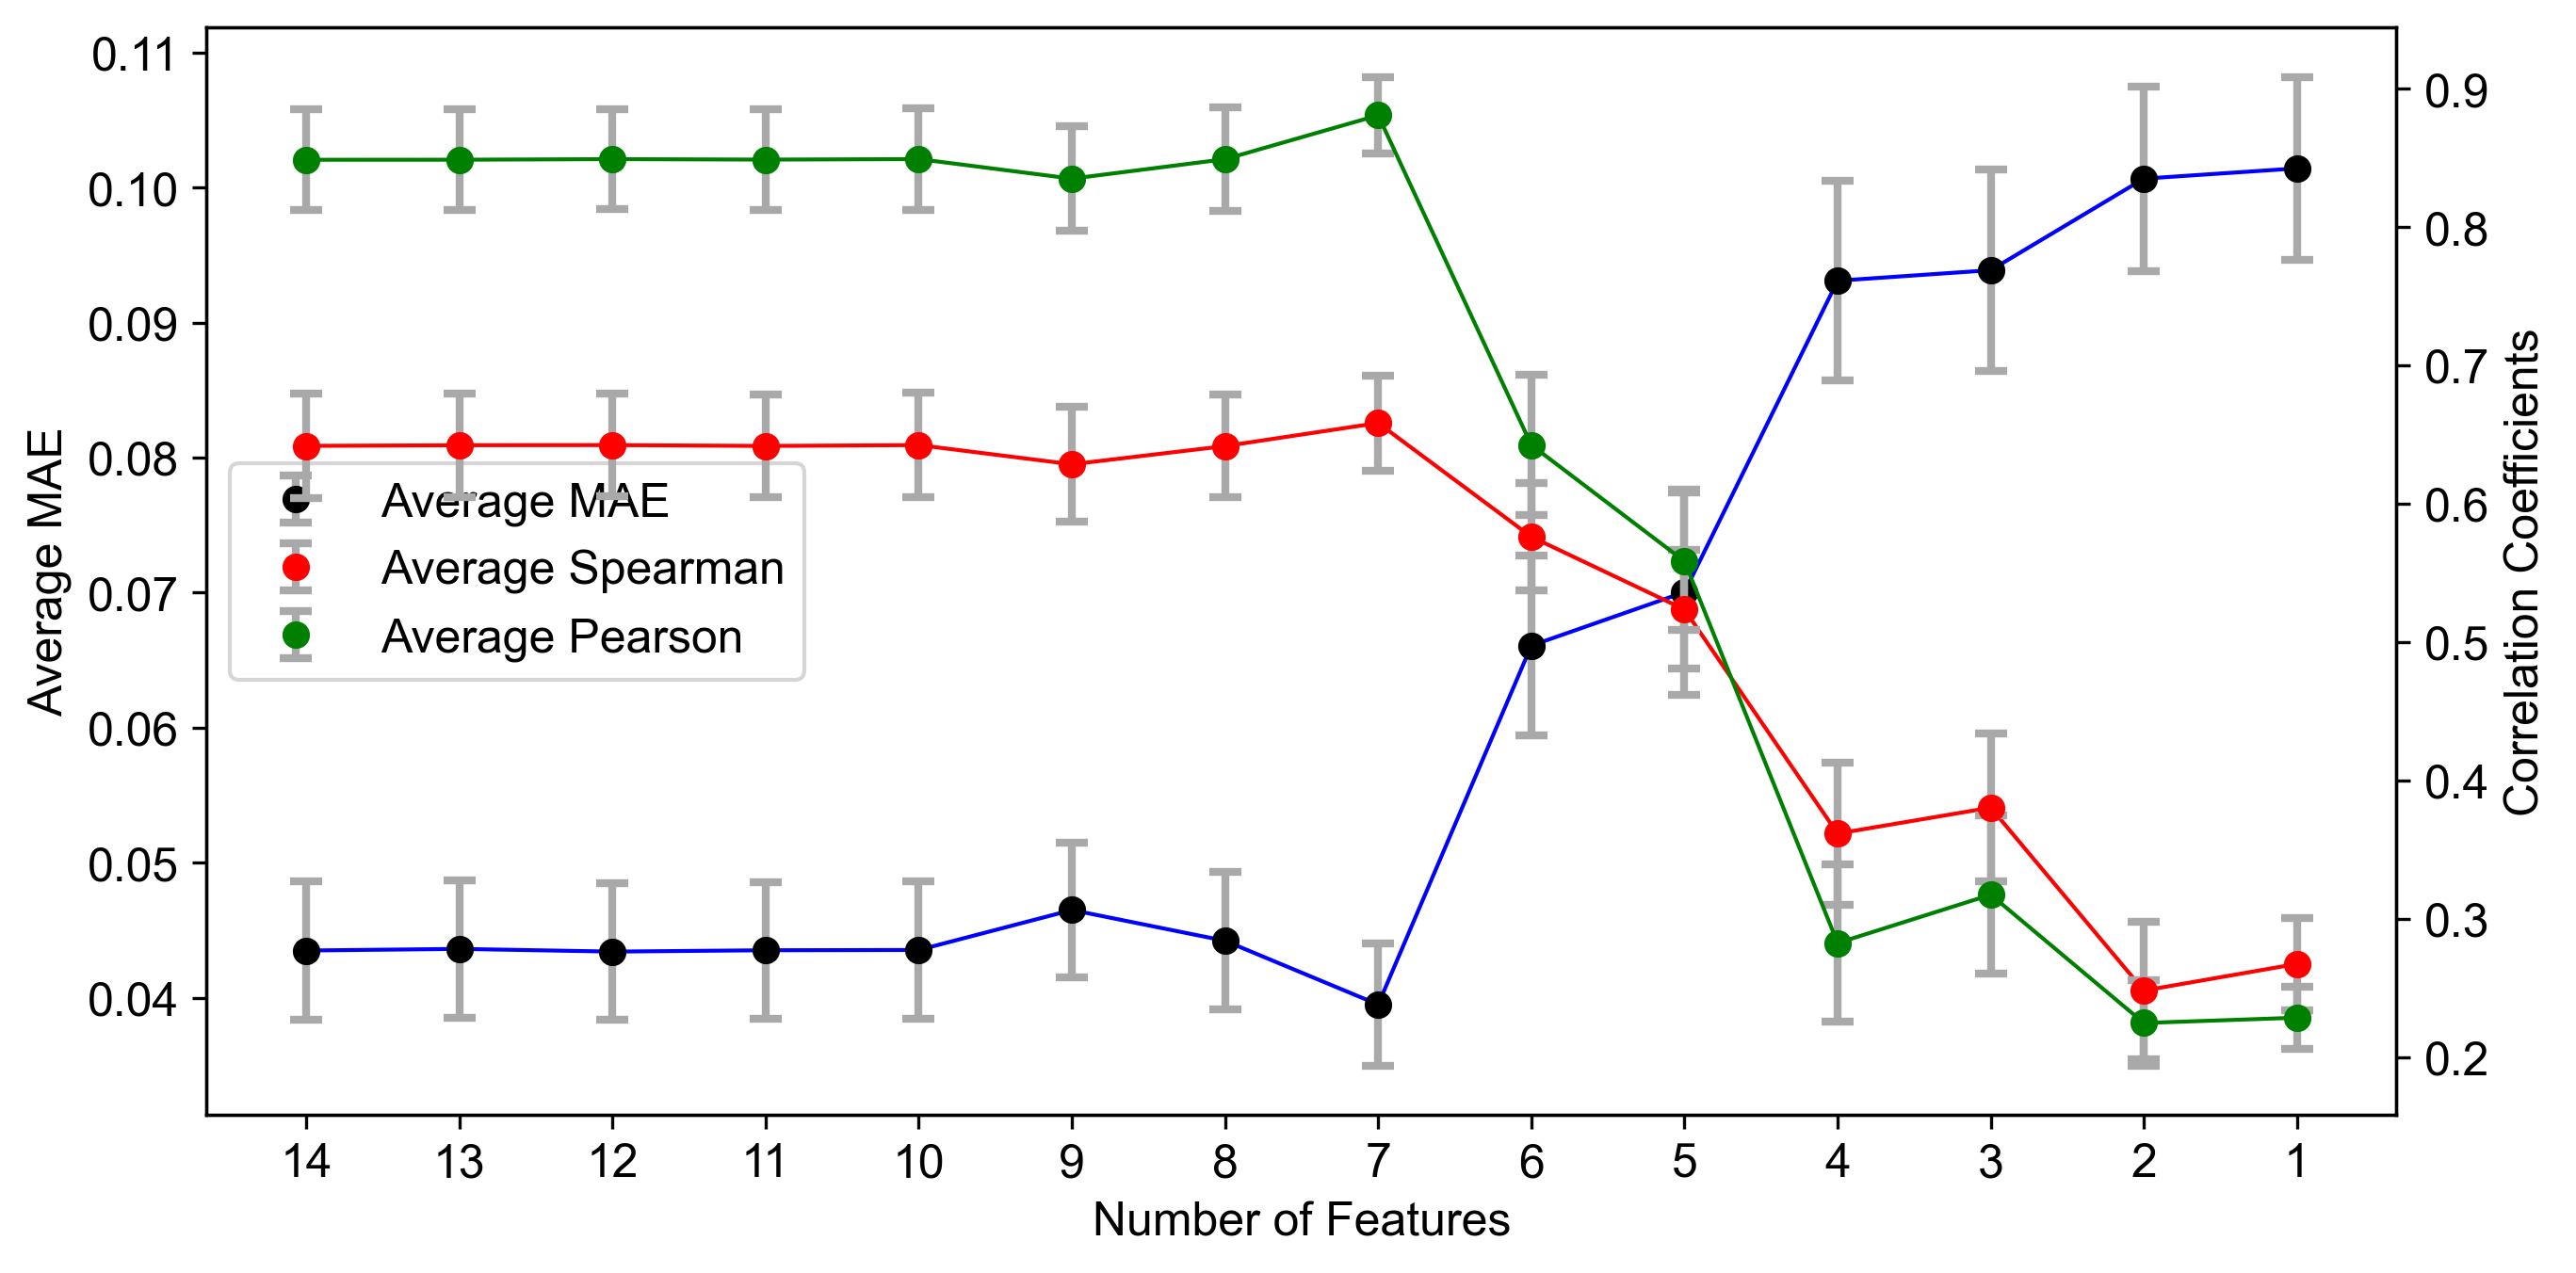 0.11
0.10
0.09
0.08
0.07
0.06
0.05
0.04
Average MAE
Average MAE
Average Spearman
Average Pearson
0.9
0.8
0.7
0.6
0.5
0.4
0.3
0.2
Correlation Coefficients
14 13 12 11 10 9 8 7 6 5 4 3 2 1
Number of Features